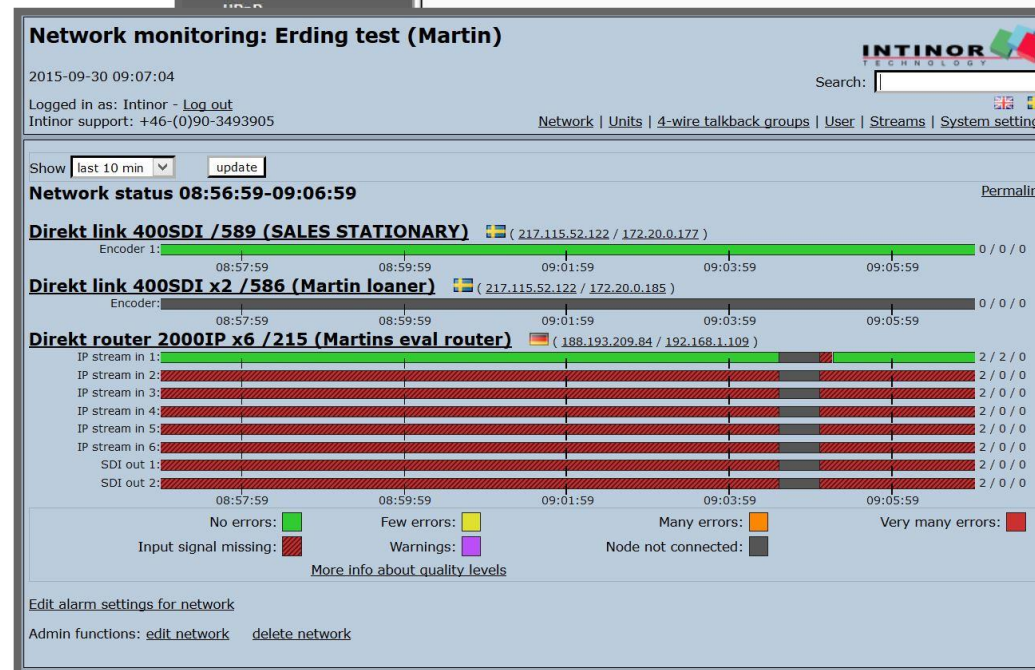 Network monitoring: Erding test (Martin)
INTINOR
TECHNOLOGY
2015-09-30 09:07:04
Search:
Logged in as: Intinor - Log out
Intinor support: +46-(0)90-3493905
Network | Units | 4-wire talkback groups | User | Streams | System setting
Show last 10 min update
Network status 08:56:59-09:06:59
Permalin
Direkt link 400SDI /589 (SALES STATIONARY) ( 217.115.52.122 / 172.20.0.177 )
Encoder 1: 0 / 0 / 0
08:57:59 08:59:59 09:01:59 09:03:59 09:05:59
Direkt link 400SDI x2 /586 (Martin loaner) ( 217.115.52.122 / 172.20.0.185 )
Encoder: 0 / 0 / 0
08:57:59 08:59:59 09:01:59 09:03:59 09:05:59
Direkt router 2000IP x6 /215 (Martins eval router) ( 188.193.209.84 / 192.168.1.109 )
IP stream in 1: 2 / 2 / 0
IP stream in 2: 2 / 0 / 0
IP stream in 3: 2 / 0 / 0
IP stream in 4: 2 / 0 / 0
IP stream in 5: 2 / 0 / 0
IP stream in 6: 2 / 0 / 0
SDI out 1: 2 / 0 / 0
SDI out 2: 2 / 0 / 0
08:57:59 08:59:59 09:01:59 09:03:59 09:05:59
No errors: Few errors: Many errors: Very many errors:
Input signal missing: Warnings: Node not connected:
More info about quality levels
Edit alarm settings for network
Admin functions: edit network delete network